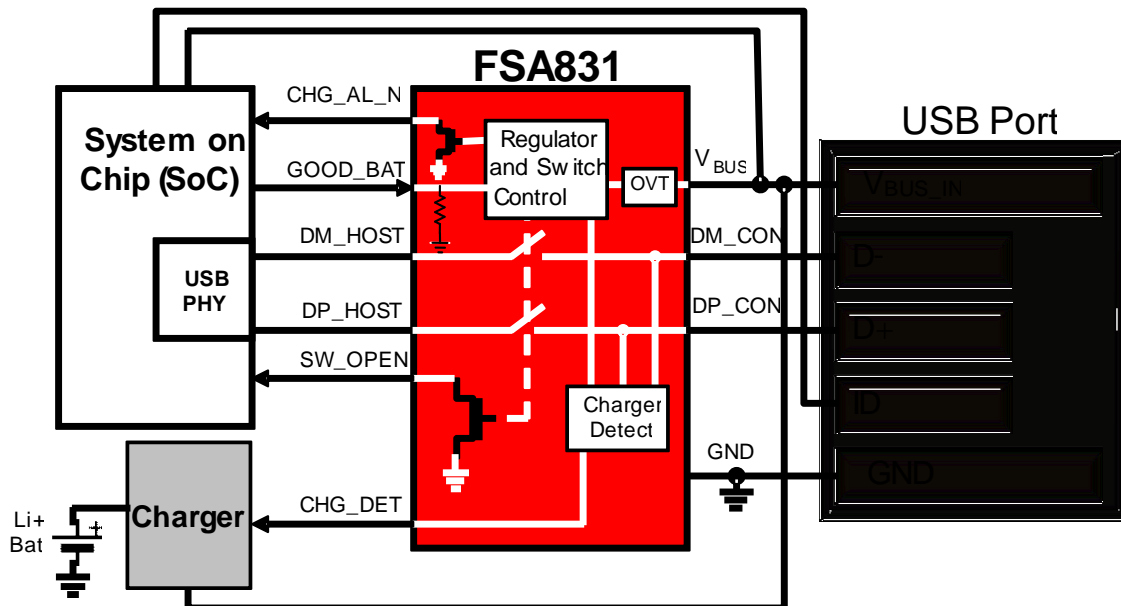 FSA831
CHG_AL_N
System on
Chip (SoC)
GOOD_BAT
Regulator
and Switch
Control
OVT
V BUS
USB Port
VBUS_IN
DM_HOST
DM_CON
D-
USB
PHY
DP_HOST
DP_CON
D+
SW_OPEN
ID
Charger
Detect
GND
GND
Li+
Bat
+
Charger
CHG_DET